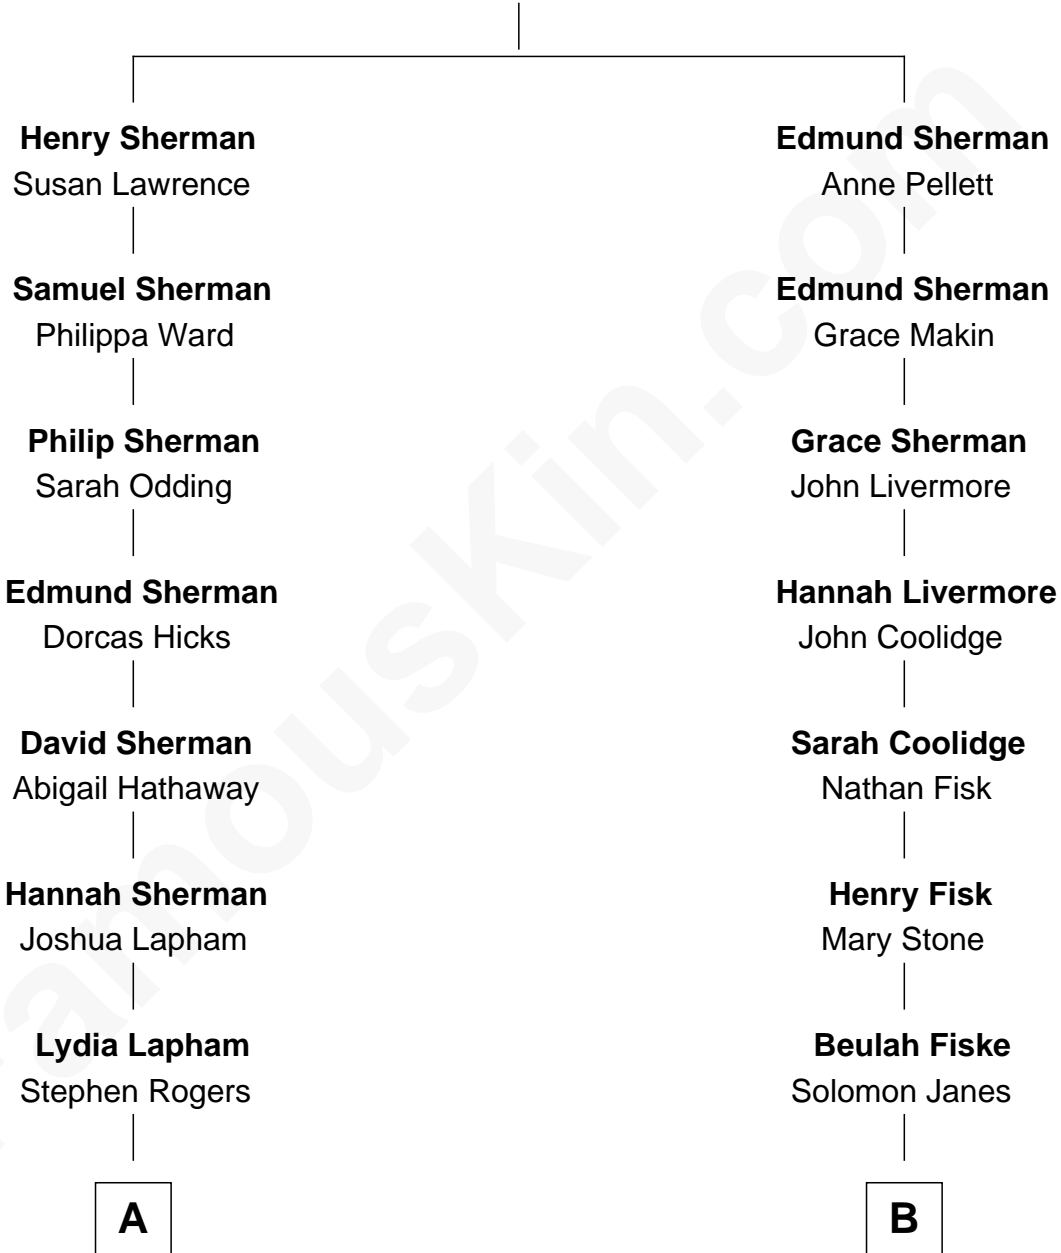 Henry Sherman
Susan Lawrence
Samuel Sherman
Philippa Ward
Philip Sherman
Sarah Odding
Edmund Sherman
Dorcas Hicks
David Sherman
Abigail Hathaway
Hannah Sherman
Joshua Lapham
Lydia Lapham
Stephen Rogers
A
Edmund Sherman
Anne Pellett
Edmund Sherman
Grace Makin
Grace Sherman
John Livermore
Hannah Livermore
John Coolidge
Sarah Coolidge
Nathan Fisk
Henry Fisk
Mary Stone
Beulah Fiske
Solomon Janes
B
FamousKin.com